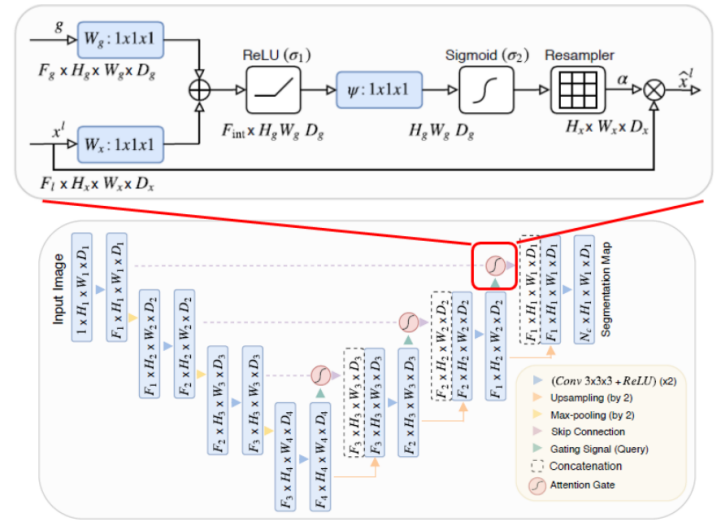 g
W_g : 1x1x1
F_g x H_g x W_g x D_g
x^l
W_x : 1x1x1
F_l x H_x x W_x x D_x
ReLU (σ_1)
F_int x H_g W_g D_g
ψ: 1x1x1
H_g W_g D_g
Sigmoid (σ_2)
Resampler
α
H_x x W_x x D_x
x̂^l
Input Image
1 x H_1 x W_1 x D_1
F_1 x H_1 x W_1 x D_1
F_1 x H_2 x W_2 x D_2
F_2 x H_2 x W_2 x D_2
F_2 x H_3 x W_3 x D_3
F_3 x H_3 x W_3 x D_3
F_3 x H_4 x W_4 x D_4
F_4 x H_4 x W_4 x D_4
F_3 x H_3 x W_3 x D_3
F_3 x H_3 x W_3 x D_3
F_2 x H_3 x W_3 x D_3
F_2 x H_2 x W_2 x D_2
F_2 x H_2 x W_2 x D_2
F_1 x H_2 x W_2 x D_2
F_1 x H_1 x W_1 x D_1
F_1 x H_1 x W_1 x D_1
N_c x H_1 x W_1 x D_1
Segmentation Map
(Conv 3x3x3 + ReLU) (x2)
Upsampling (by 2)
Max-pooling (by 2)
Skip Connection
Gating Signal (Query)
Concatenation
Attention Gate